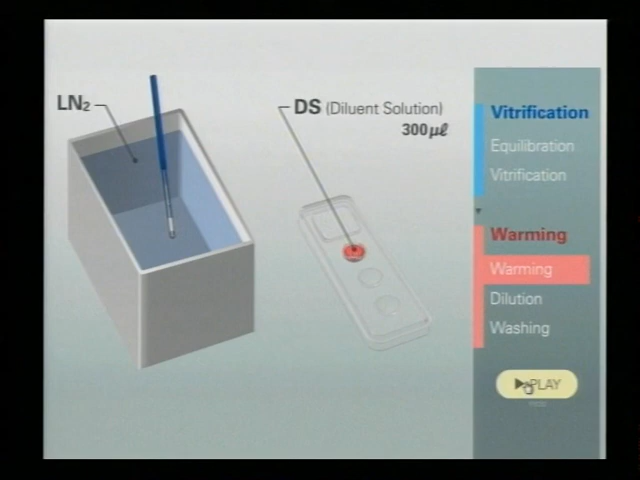 LN₂
DS (Diluent Solution)
300μl
Vitrification
Equilibration
Vitrification
Warming
Warming
Dilution
Washing
PLAY